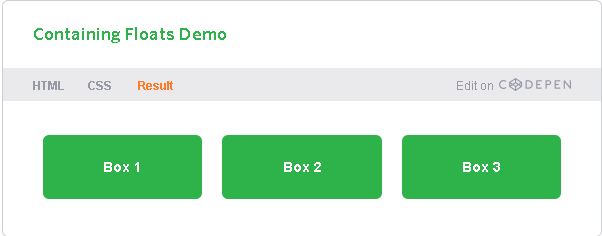 Containing Floats Demo
HTML CSS Result Edit on CODEPEN
Box 1 Box 2 Box 3